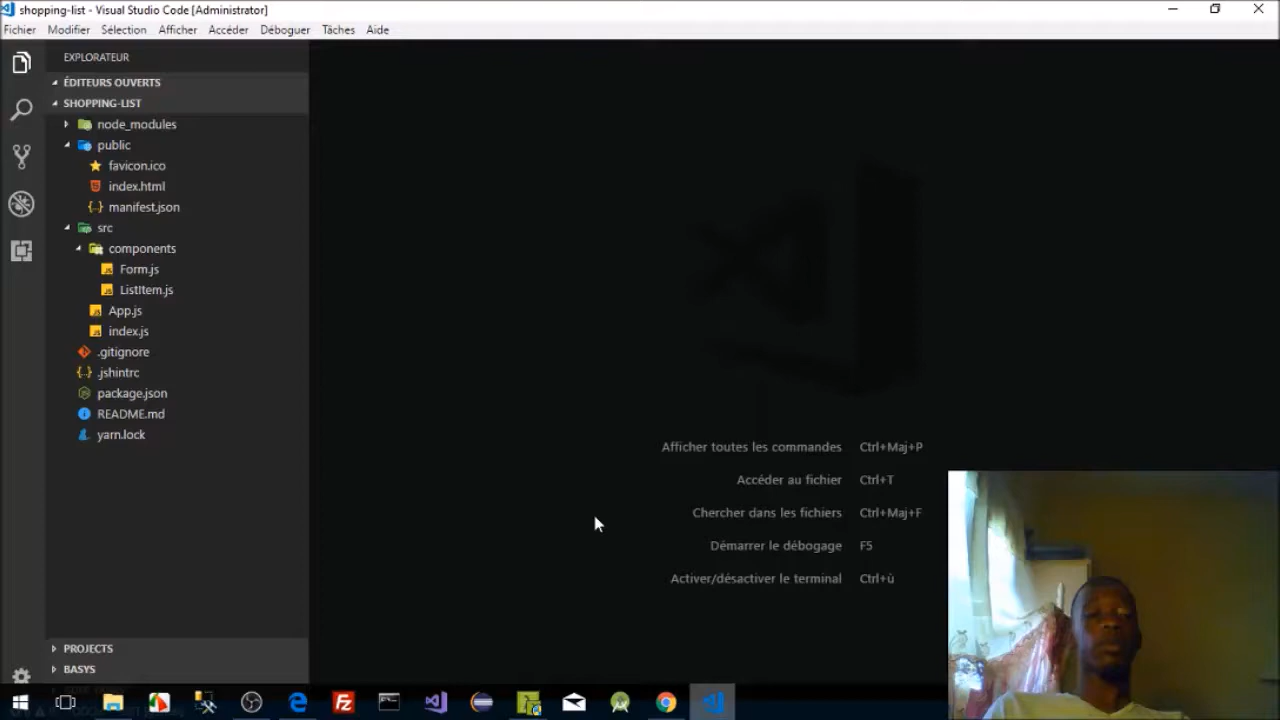 shopping-list - Visual Studio Code [Administrator]
Fichier Modifier Sélection Afficher Accéder Déboguer Tâches Aide
EXPLORATEUR
ÉDITEURS OUVERTS
SHOPPING-LIST
node_modules
public
favicon.ico
index.html
manifest.json
src
components
Form.js
ListItem.js
App.js
index.js
.gitignore
.jshintrc
package.json
README.md
yarn.lock
Afficher toutes les commandes Ctrl+Maj+P
Accéder au fichier Ctrl+T
Chercher dans les fichiers Ctrl+Maj+F
Démarrer le débogage F5
Activer/désactiver le terminal Ctrl+ù
PROJECTS
BASYS